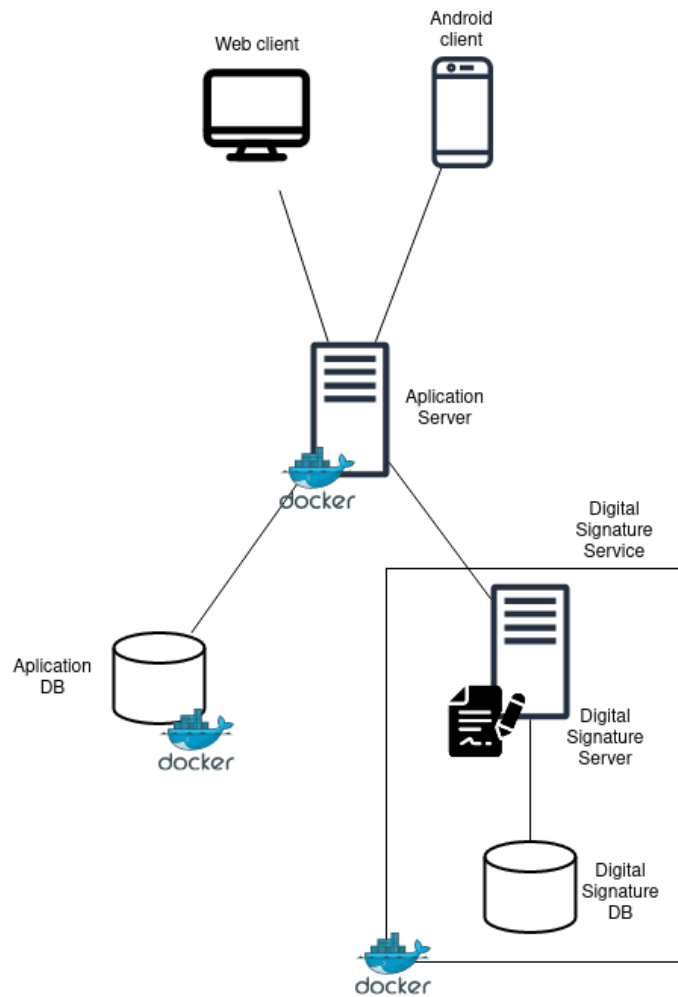 Web client
Android
client
Aplication
Server
docker
Digital
Signature
Service
Aplication
DB
docker
Digital
Signature
Server
Digital
Signature
DB
docker